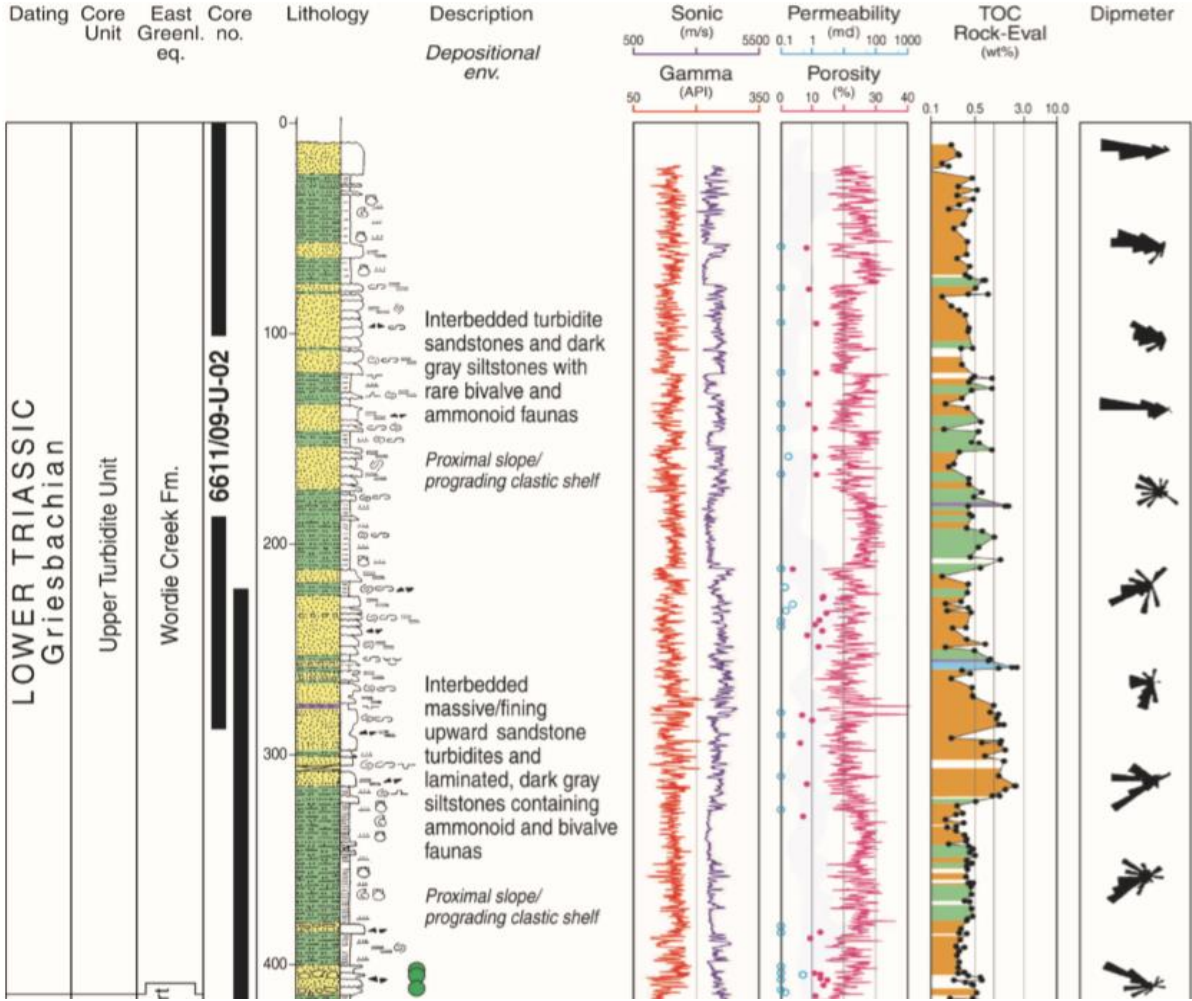 Dating Core East Core Lithology Description Sonic Permeability TOC Dipmeter
Unit Greenl. no. (m/s) (md) Rock-Eval
eq. Depositional 500 5500 0.1 1 100 1000 (wt%)
env. Gamma Porosity
(API) (%)
50 350 0 10 30 40 0.1 0.5 3.0 10.0
0
100
200
300
400
LOWER TRIASSIC
Griesbachian
Upper Turbidite Unit
Wordie Creek Fm.
6611/09-U-02
Interbedded turbidite
sandstones and dark
gray siltstones with
rare bivalve and
ammonoid faunas
Proximal slope/
prograding clastic shelf
Interbedded
massive/fining
upward sandstone
turbidites and
laminated, dark gray
siltstones containing
ammonoid and bivalve
faunas
Proximal slope/
prograding clastic shelf